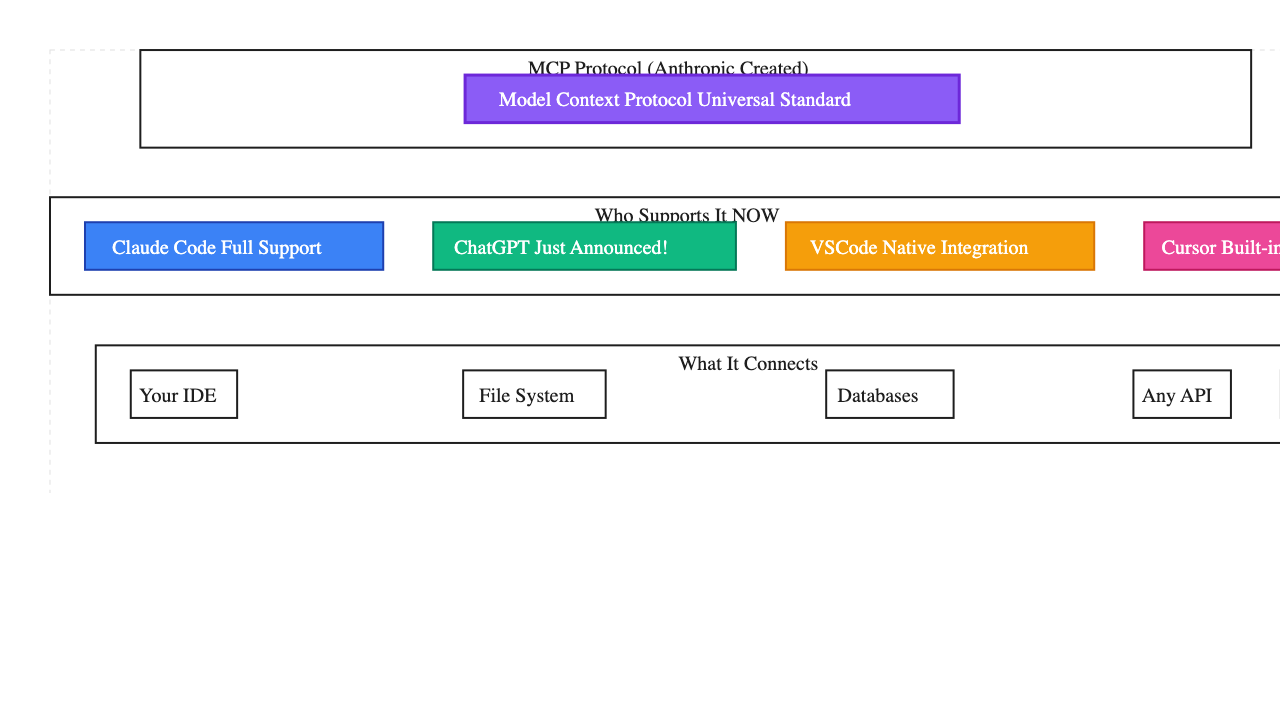 MCP Protocol (Anthropic Created)
Model Context Protocol Universal Standard
Who Supports It NOW
Claude Code Full Support
ChatGPT Just Announced!
VSCode Native Integration
Cursor Built-in
What It Connects
Your IDE
File System
Databases
Any API